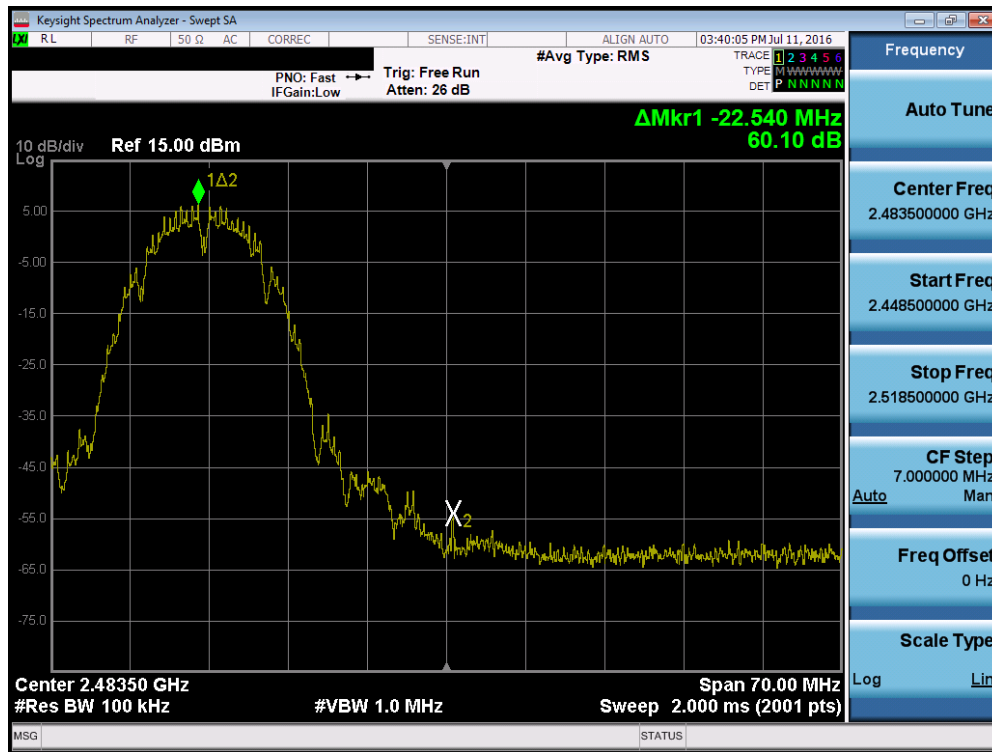 Keysight Spectrum Analyzer - Swept SA
LXI RL RF 50 Ω AC CORREC SENSE:INT ALIGN AUTO 03:40:05 PM Jul 11, 2016
#Avg Type: RMS TRACE 1 2 3 4 5 6
PNO: Fast Trig: Free Run TYPE M WWWWW
IFGain:Low Atten: 26 dB DET P N N N N N
ΔMkr1 -22.540 MHz
60.10 dB
10 dB/div Ref 15.00 dBm
Log
1Δ2
5.00
-5.00
-15.0
-25.0
-35.0
-45.0
-55.0
X2
-65.0
-75.0
Center 2.48350 GHz Span 70.00 MHz
#Res BW 100 kHz #VBW 1.0 MHz Sweep 2.000 ms (2001 pts)
MSG STATUS
Frequency
Auto Tune
Center Freq
2.483500000 GHz
Start Freq
2.448500000 GHz
Stop Freq
2.518500000 GHz
CF Step
7.000000 MHz
Auto Man
Freq Offset
0 Hz
Scale Type
Log Lin